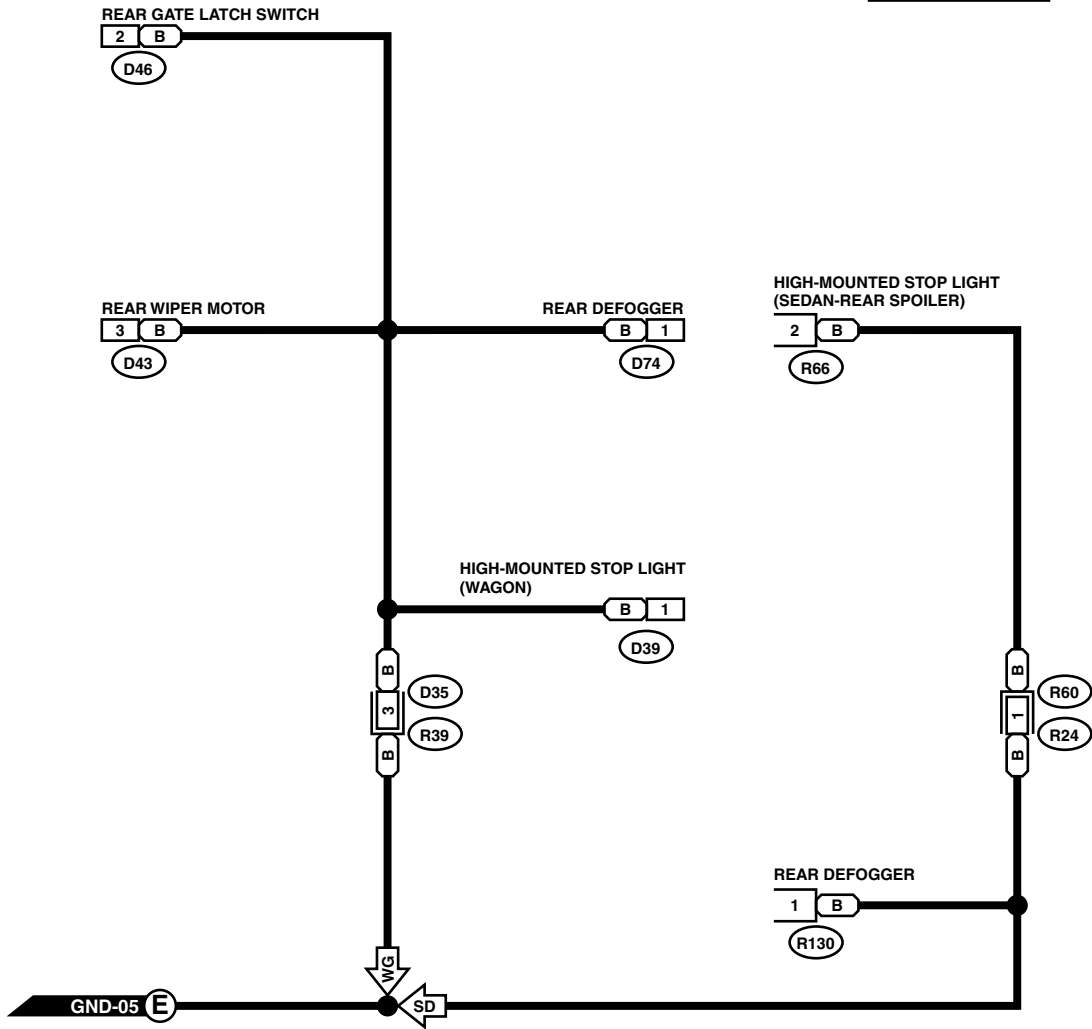 REAR GATE LATCH SWITCH
2 B
D46
REAR WIPER MOTOR
3 B
D43
REAR DEFOGGER
B 1
D74
HIGH-MOUNTED STOP LIGHT
(SEDAN-REAR SPOILER)
2 B
R66
HIGH-MOUNTED STOP LIGHT
(WAGON)
B 1
D39
B
D35
3
R39
B
B
R60
1
R24
B
REAR DEFOGGER
1 B
R130
WG
GND-05 E
SD